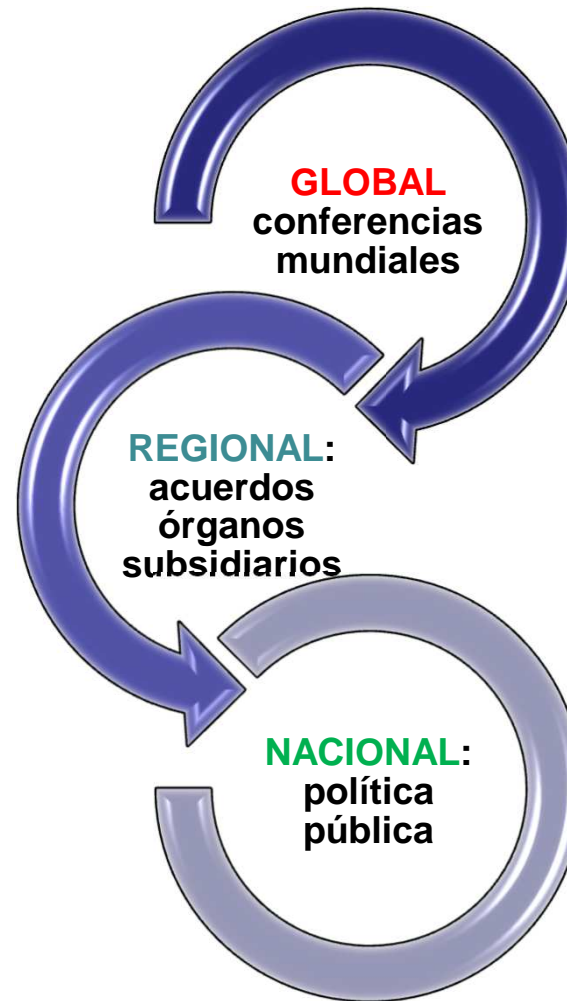 GLOBAL
conferencias
mundiales
REGIONAL:
acuerdos
órganos
subsidiarios
NACIONAL:
política
pública